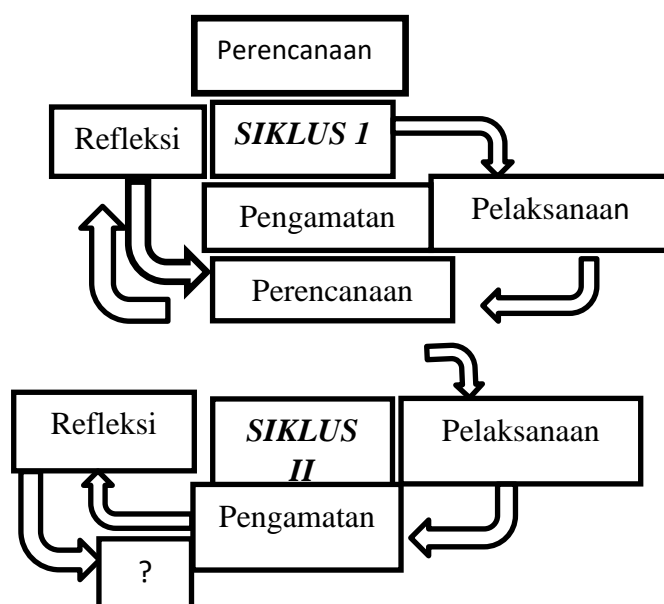 Perencanaan
Refleksi
SIKLUS 1
Pengamatan
Pelaksanaan
Perencanaan
Refleksi
SIKLUS
II
Pelaksanaan
Pengamatan
?